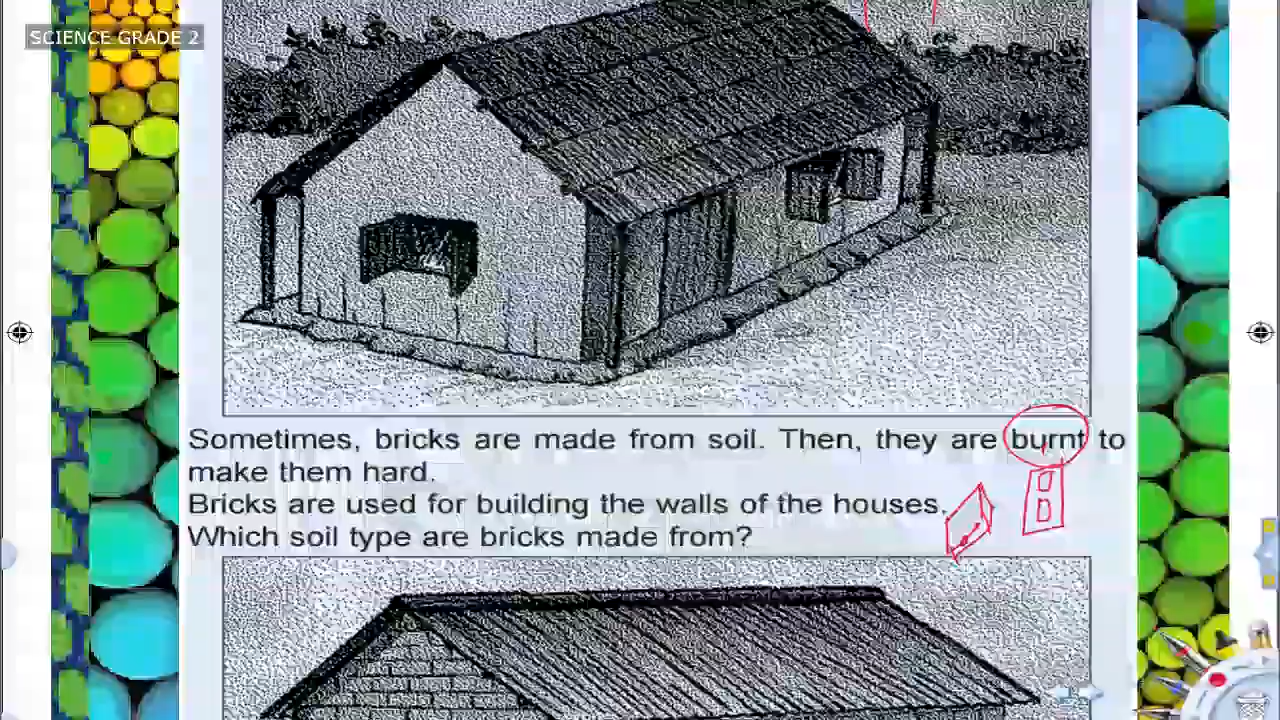 SCIENCE GRADE 2
Sometimes, bricks are made from soil. Then, they are burnt to
make them hard.
Bricks are used for building the walls of the houses.
Which soil type are bricks made from?